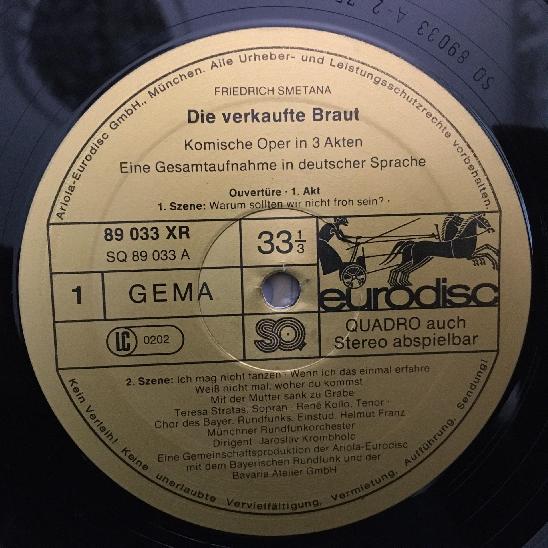 SQ 89033 A-2
Ariola-Eurodisc GmbH., München. Alle Urheber- und Leistungsschutzrechte vorbehalten.
FRIEDRICH SMETANA
Die verkaufte Braut
Komische Oper in 3 Akten
Eine Gesamtaufnahme in deutscher Sprache
Ouvertüre · 1. Akt
1. Szene: Warum sollten wir nicht froh sein? ·
89 033 XR
SQ 89 033 A
33 1/3
1 GEMA
eurodisc
LC 0202
SQ
QUADRO auch
Stereo abspielbar
2. Szene: Ich mag nicht tanzen · Wenn ich das einmal erfahre
Weiß nicht mal, woher du kommst
Mit der Mutter sank zu Grabe
Teresa Stratas, Sopran · René Kollo, Tenor ·
Chor des Bayer. Rundfunks, Einstud. Helmut Franz
Münchner Rundfunkorchester
Dirigent: Jaroslav Krombholc
Eine Gemeinschaftsproduktion der Ariola-Eurodisc
mit dem Bayerischen Rundfunk und der
Bavaria Atelier GmbH
Kein Verleih! Keine unerlaubte Vervielfältigung, Vermietung, Aufführung, Sendung!